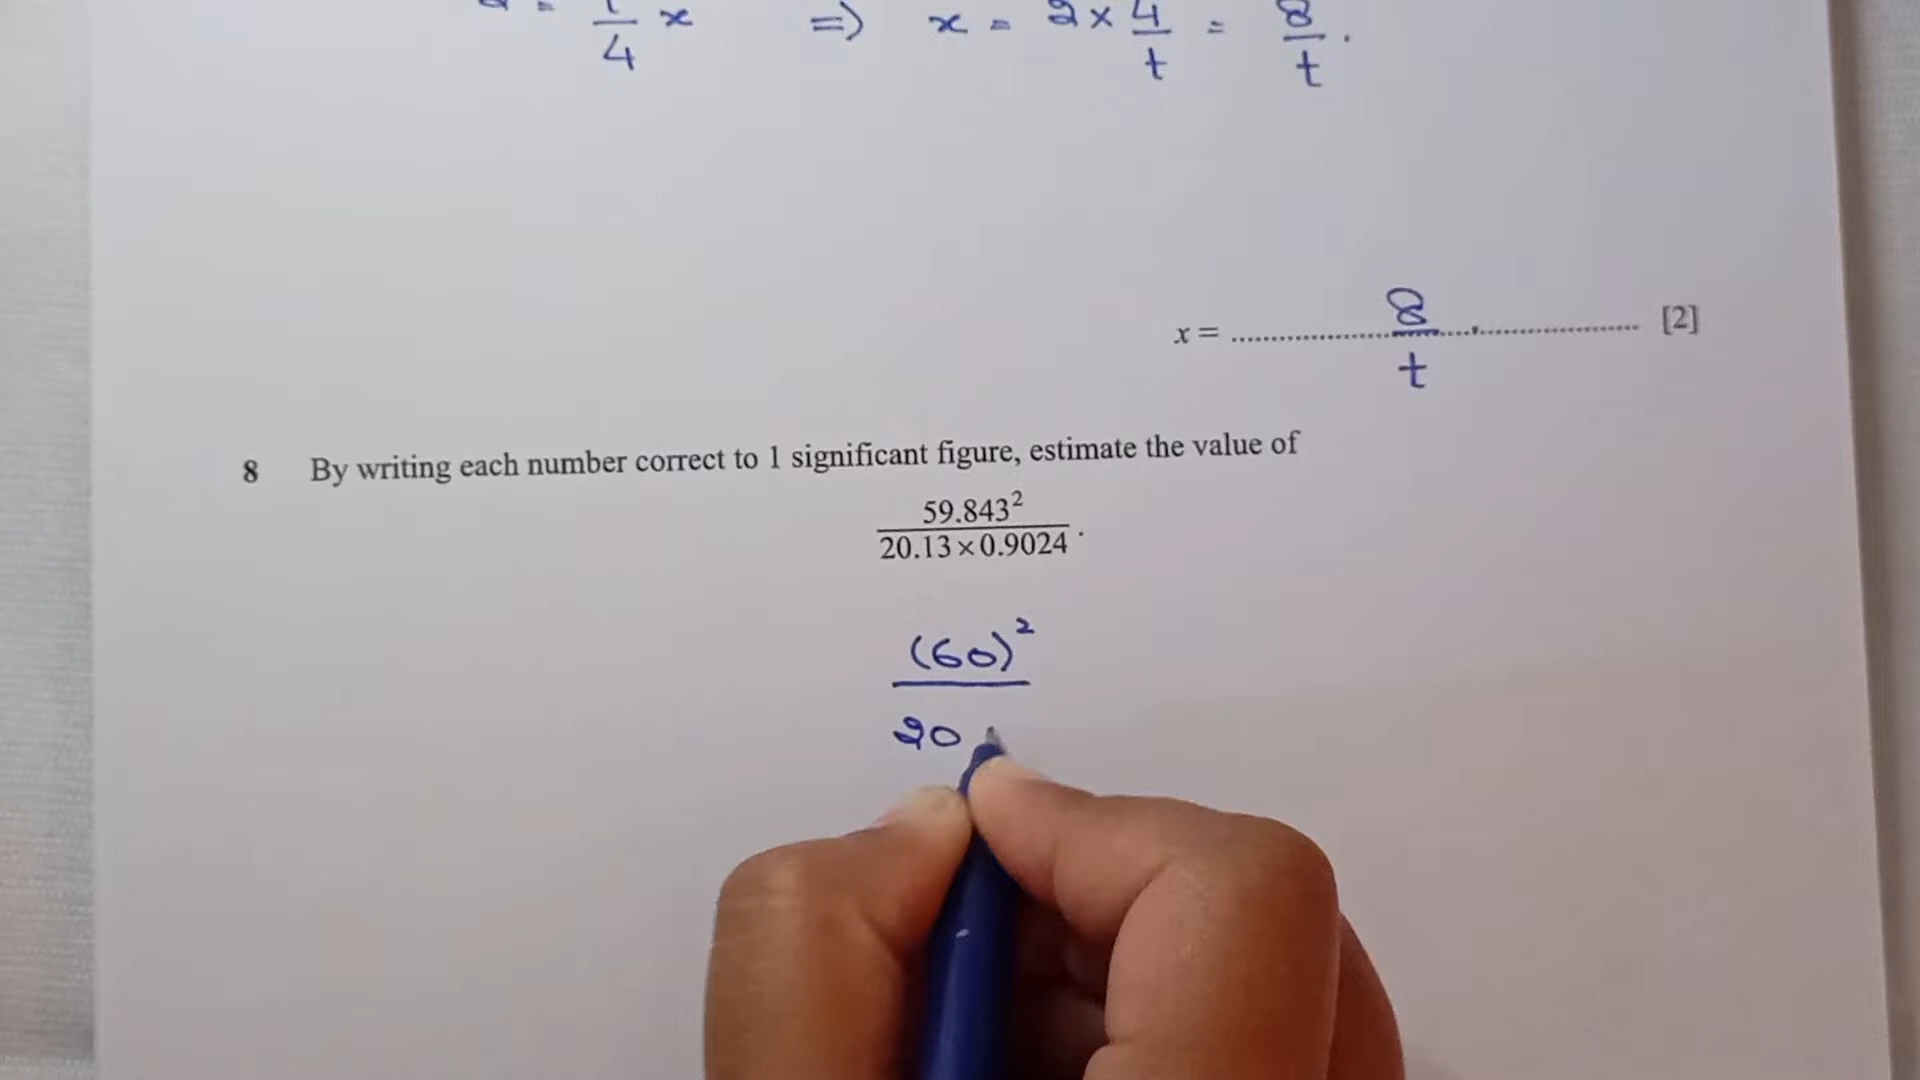 = t/4 x => x = 2 × 4/t = 8/t .
x = ........ 8/t ........ [2]
8 By writing each number correct to 1 significant figure, estimate the value of
59.843²
20.13 × 0.9024 .
(60)²
20